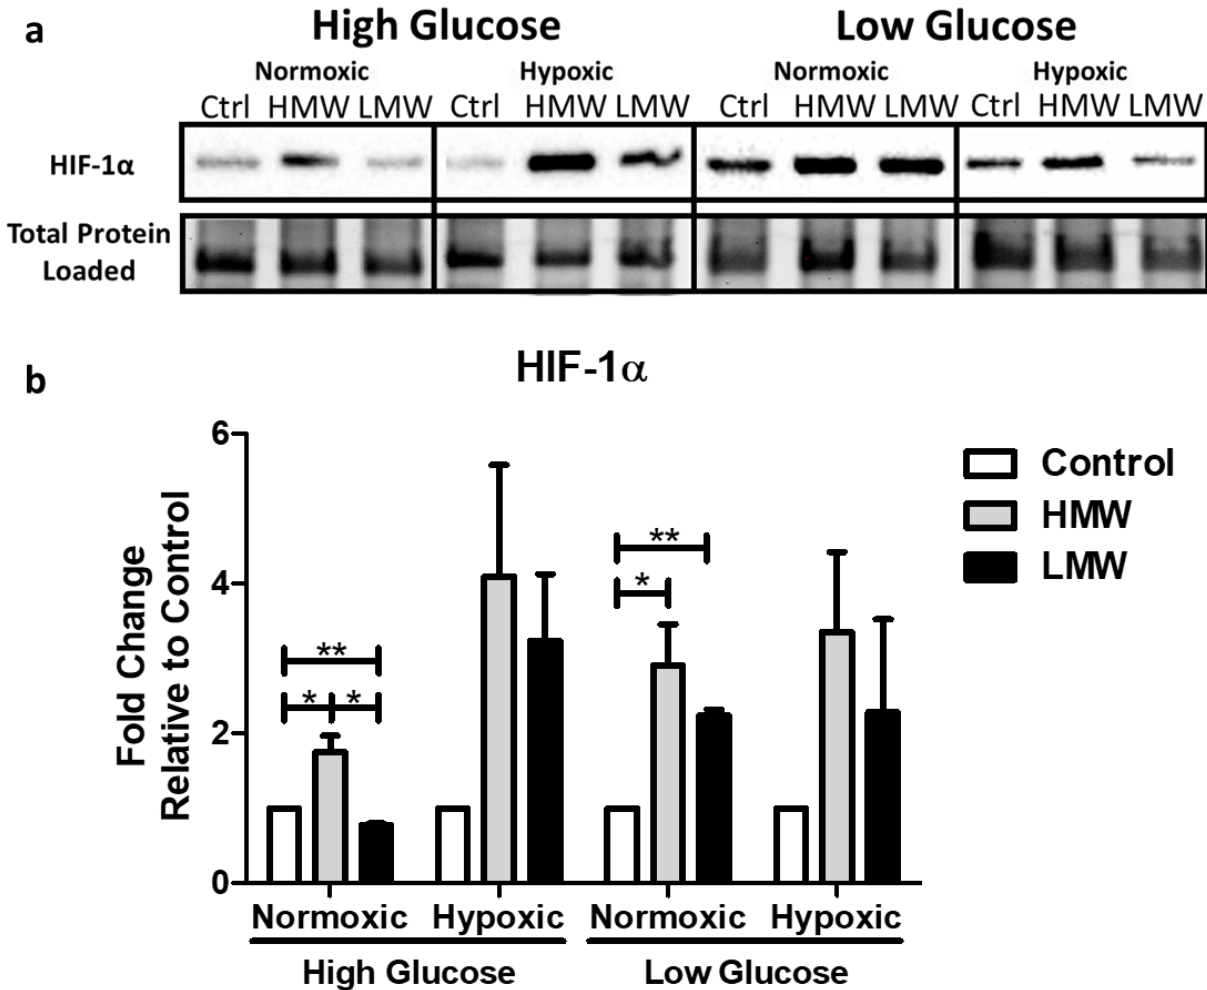 a
High Glucose Low Glucose
Normoxic Hypoxic Normoxic Hypoxic
Ctrl HMW LMW Ctrl HMW LMW Ctrl HMW LMW Ctrl HMW LMW
HIF-1α
Total Protein
Loaded
b
HIF-1α
6
4
2
0
Fold Change
Relative to Control
** 
* *
**
*
Control
HMW
LMW
Normoxic Hypoxic Normoxic Hypoxic
High Glucose Low Glucose